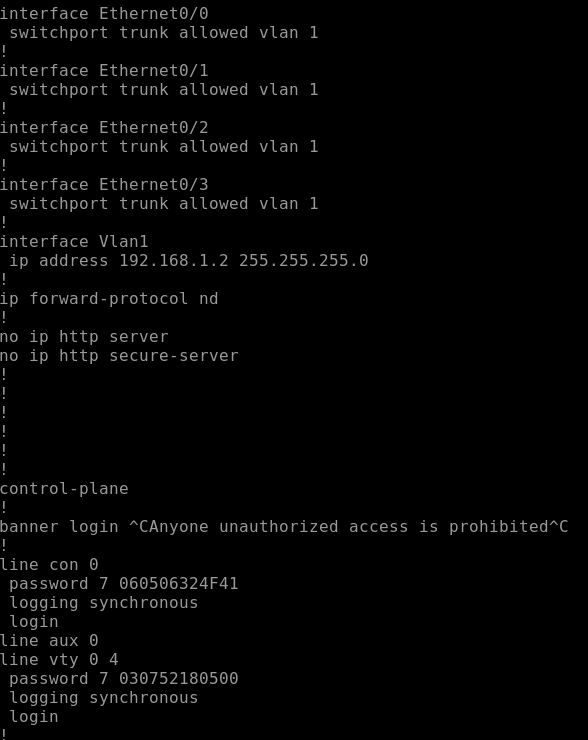 interface Ethernet0/0
 switchport trunk allowed vlan 1
!
interface Ethernet0/1
 switchport trunk allowed vlan 1
!
interface Ethernet0/2
 switchport trunk allowed vlan 1
!
interface Ethernet0/3
 switchport trunk allowed vlan 1
!
interface Vlan1
 ip address 192.168.1.2 255.255.255.0
!
ip forward-protocol nd
!
no ip http server
no ip http secure-server
!
!
!
!
!
!
control-plane
!
banner login ^CAnyone unauthorized access is prohibited^C
!
line con 0
 password 7 060506324F41
 logging synchronous
 login
line aux 0
line vty 0 4
 password 7 030752180500
 logging synchronous
 login
!